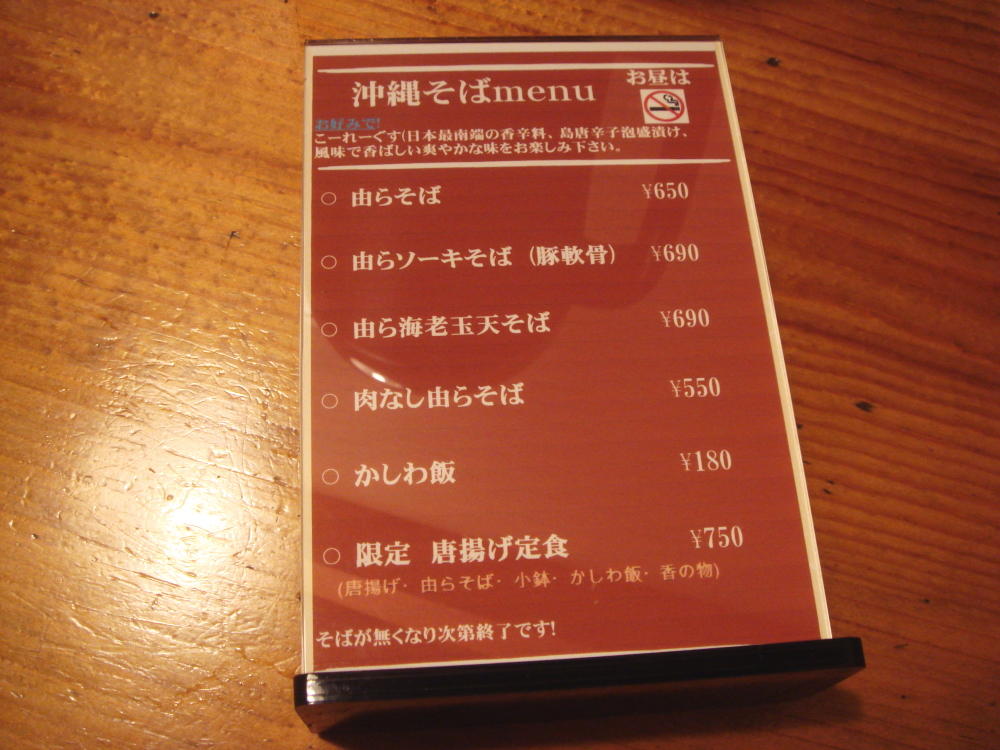 沖縄そばmenu
お昼は
お好みで!
こーれーぐす(日本最南端の香辛料、島唐辛子泡盛漬け、
風味で香ばしい爽やかな味をお楽しみ下さい。
○ 由らそば ¥650
○ 由らソーキそば (豚軟骨) ¥690
○ 由ら海老玉天そば ¥690
○ 肉なし由らそば ¥550
○ かしわ飯 ¥180
○ 限定 唐揚げ定食 ¥750
(唐揚げ・由らそば・小鉢・かしわ飯・香の物)
そばが無くなり次第終了です!